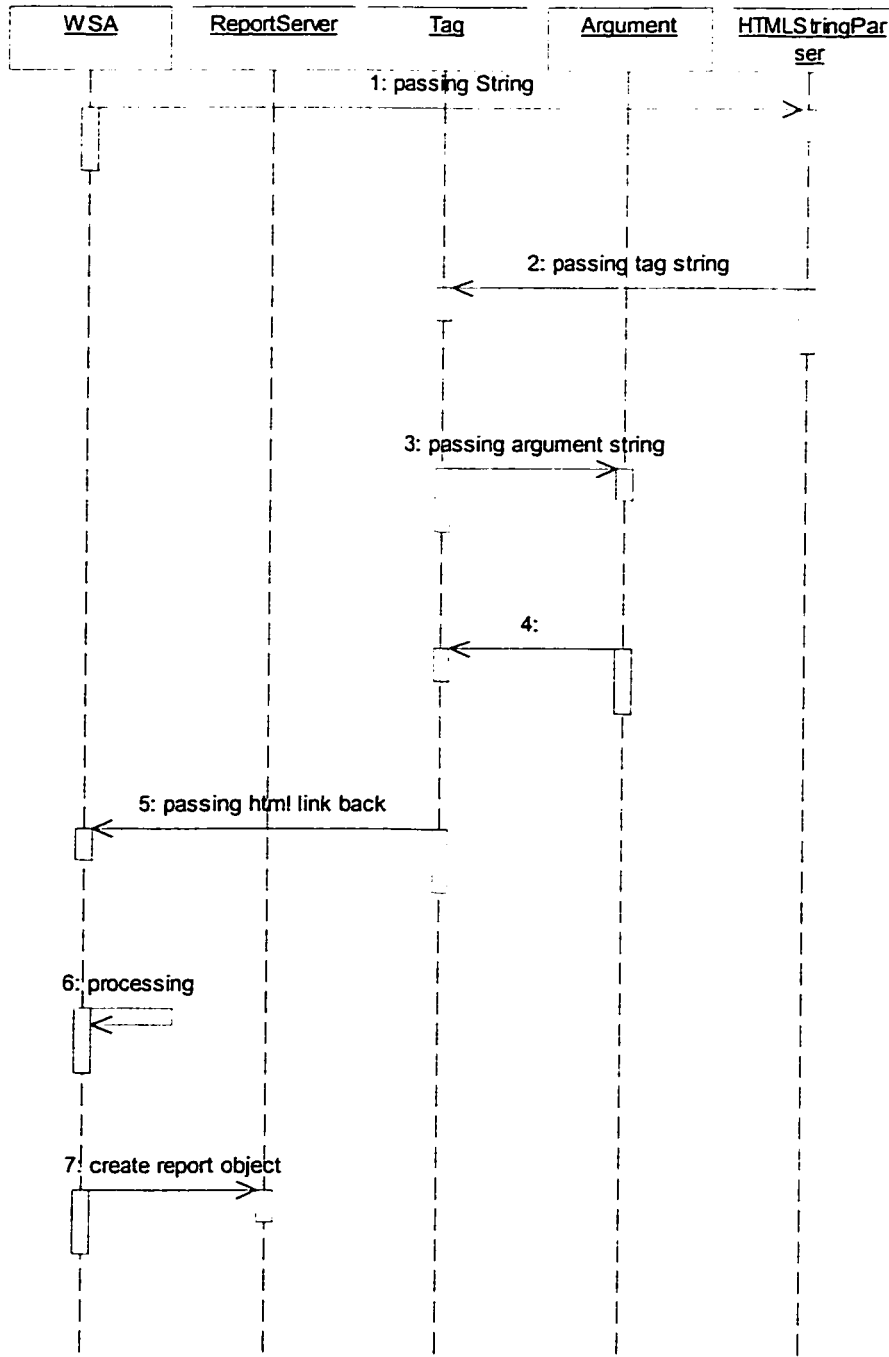 WSA
ReportServer
Tag
Argument
HTMLStringPar
ser
1: passing String
2: passing tag string
3: passing argument string
4:
5: passing html link back
6: processing
7: create report object